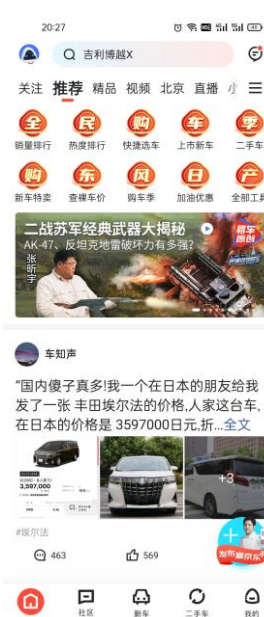 20:27
吉利博越X
关注 推荐 精品 视频 北京 直播
全 民 购 车 季
销量排行 热度排行 快捷选车 上市新车 二手车
购 东 风 日 产
新车特卖 查裸车价 购车季 加油优惠 全部工具
二战苏军经典武器大揭秘
AK-47、反坦克地雷破坏力有多强?
易车原创
张昕宇
车知声
“国内傻子真多!我一个在日本的朋友给我
发了一张 丰田埃尔法的价格,人家这台车,
在日本的价格是 3597000日元,折...全文
3,597,000
+3
#埃尔法
463 569
社区 新车 二手车 我的